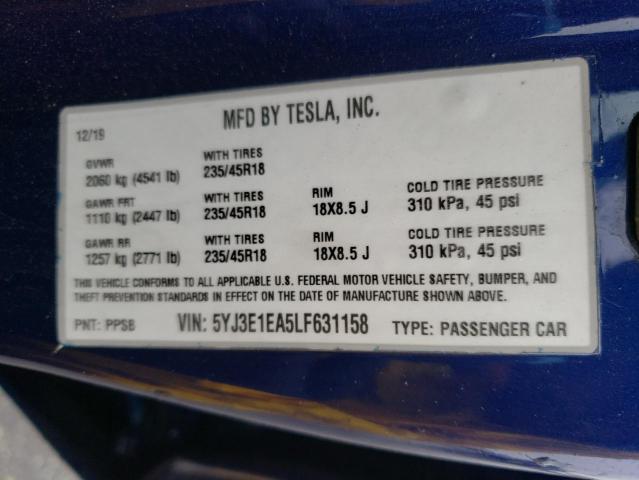 MFD BY TESLA, INC.
12/19
GVWR
2060 kg (4541 lb)
WITH TIRES
235/45R18
GAWR FRT
1110 kg (2447 lb)
WITH TIRES
235/45R18
RIM
18X8.5 J
COLD TIRE PRESSURE
310 kPa, 45 psi
GAWR RR
1257 kg (2771 lb)
WITH TIRES
235/45R18
RIM
18X8.5 J
COLD TIRE PRESSURE
310 kPa, 45 psi
THIS VEHICLE CONFORMS TO ALL APPLICABLE U.S. FEDERAL MOTOR VEHICLE SAFETY, BUMPER, AND
THEFT PREVENTION STANDARDS IN EFFECT ON THE DATE OF MANUFACTURE SHOWN ABOVE.
PNT: PPSB
VIN: 5YJ3E1EA5LF631158
TYPE: PASSENGER CAR